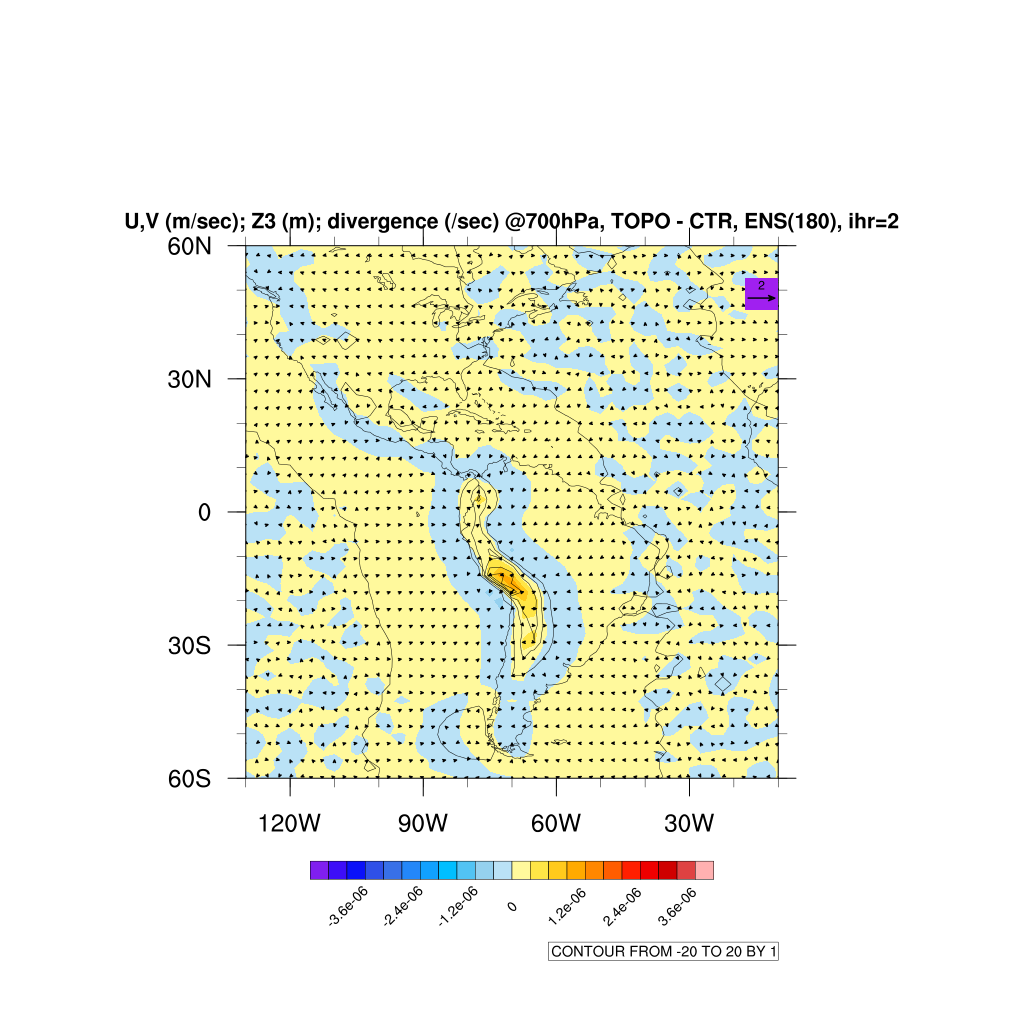 U,V (m/sec); Z3 (m); divergence (/sec) @700hPa, TOPO - CTR, ENS(180), ihr=2
60N
2
30N
0
30S
60S
120W 90W 60W 30W
-3.6e-06 -2.4e-06 -1.2e-06 0 1.2e-06 2.4e-06 3.6e-06
CONTOUR FROM -20 TO 20 BY 1